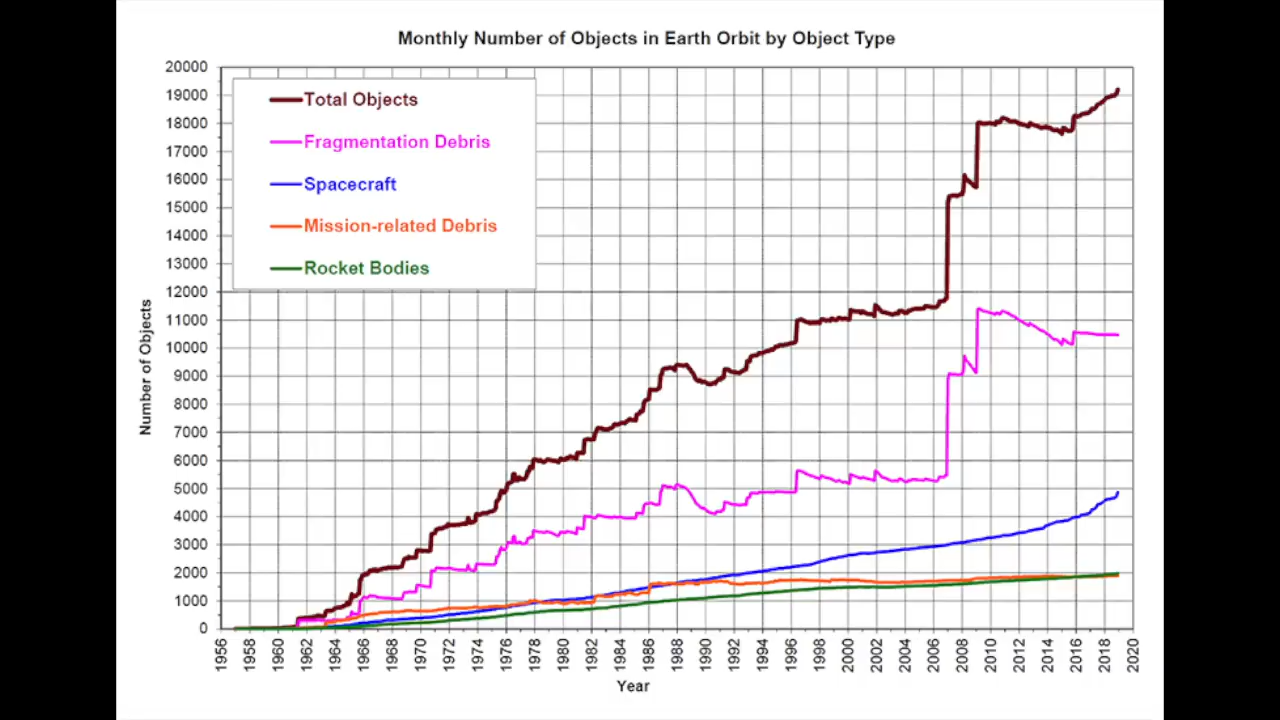 Monthly Number of Objects in Earth Orbit by Object Type
20000
19000
18000
17000
16000
15000
14000
13000
12000
11000
10000
9000
8000
7000
6000
5000
4000
3000
2000
1000
0
Number of Objects
Total Objects
Fragmentation Debris
Spacecraft
Mission-related Debris
Rocket Bodies
1956 1958 1960 1962 1964 1966 1968 1970 1972 1974 1976 1978 1980 1982 1984 1986 1988 1990 1992 1994 1996 1998 2000 2002 2004 2006 2008 2010 2012 2014 2016 2018 2020
Year